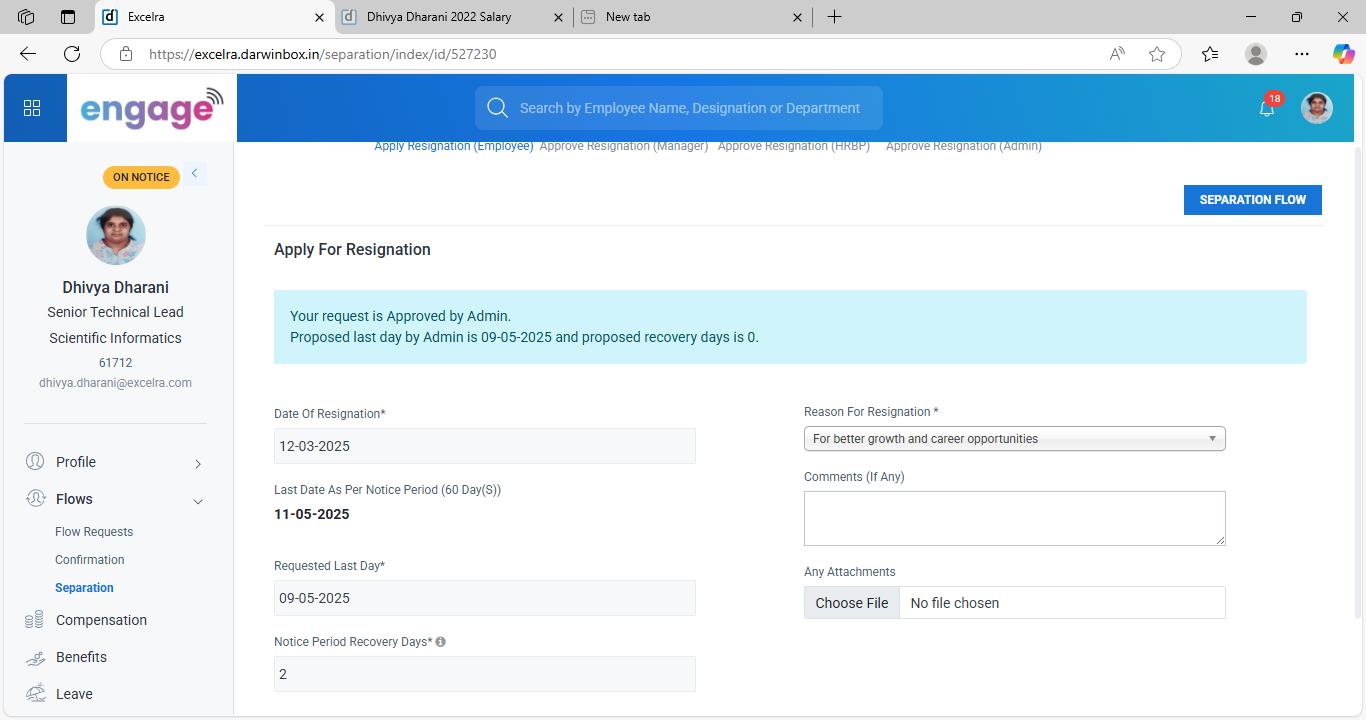 Excelra
Dhivya Dharani 2022 Salary
New tab
https://excelra.darwinbox.in/separation/index/id/527230
engage
Search by Employee Name, Designation or Department
18
Apply Resignation (Employee) Approve Resignation (Manager) Approve Resignation (HRBP) Approve Resignation (Admin)
ON NOTICE
SEPARATION FLOW
Dhivya Dharani
Senior Technical Lead
Scientific Informatics
61712
dhivya.dharani@excelra.com
Profile
Flows
Flow Requests
Confirmation
Separation
Compensation
Benefits
Leave
Apply For Resignation
Your request is Approved by Admin.
Proposed last day by Admin is 09-05-2025 and proposed recovery days is 0.
Date Of Resignation*
12-03-2025
Last Date As Per Notice Period (60 Day(S))
11-05-2025
Requested Last Day*
09-05-2025
Notice Period Recovery Days*
2
Reason For Resignation *
For better growth and career opportunities
Comments (If Any)
Any Attachments
Choose File No file chosen